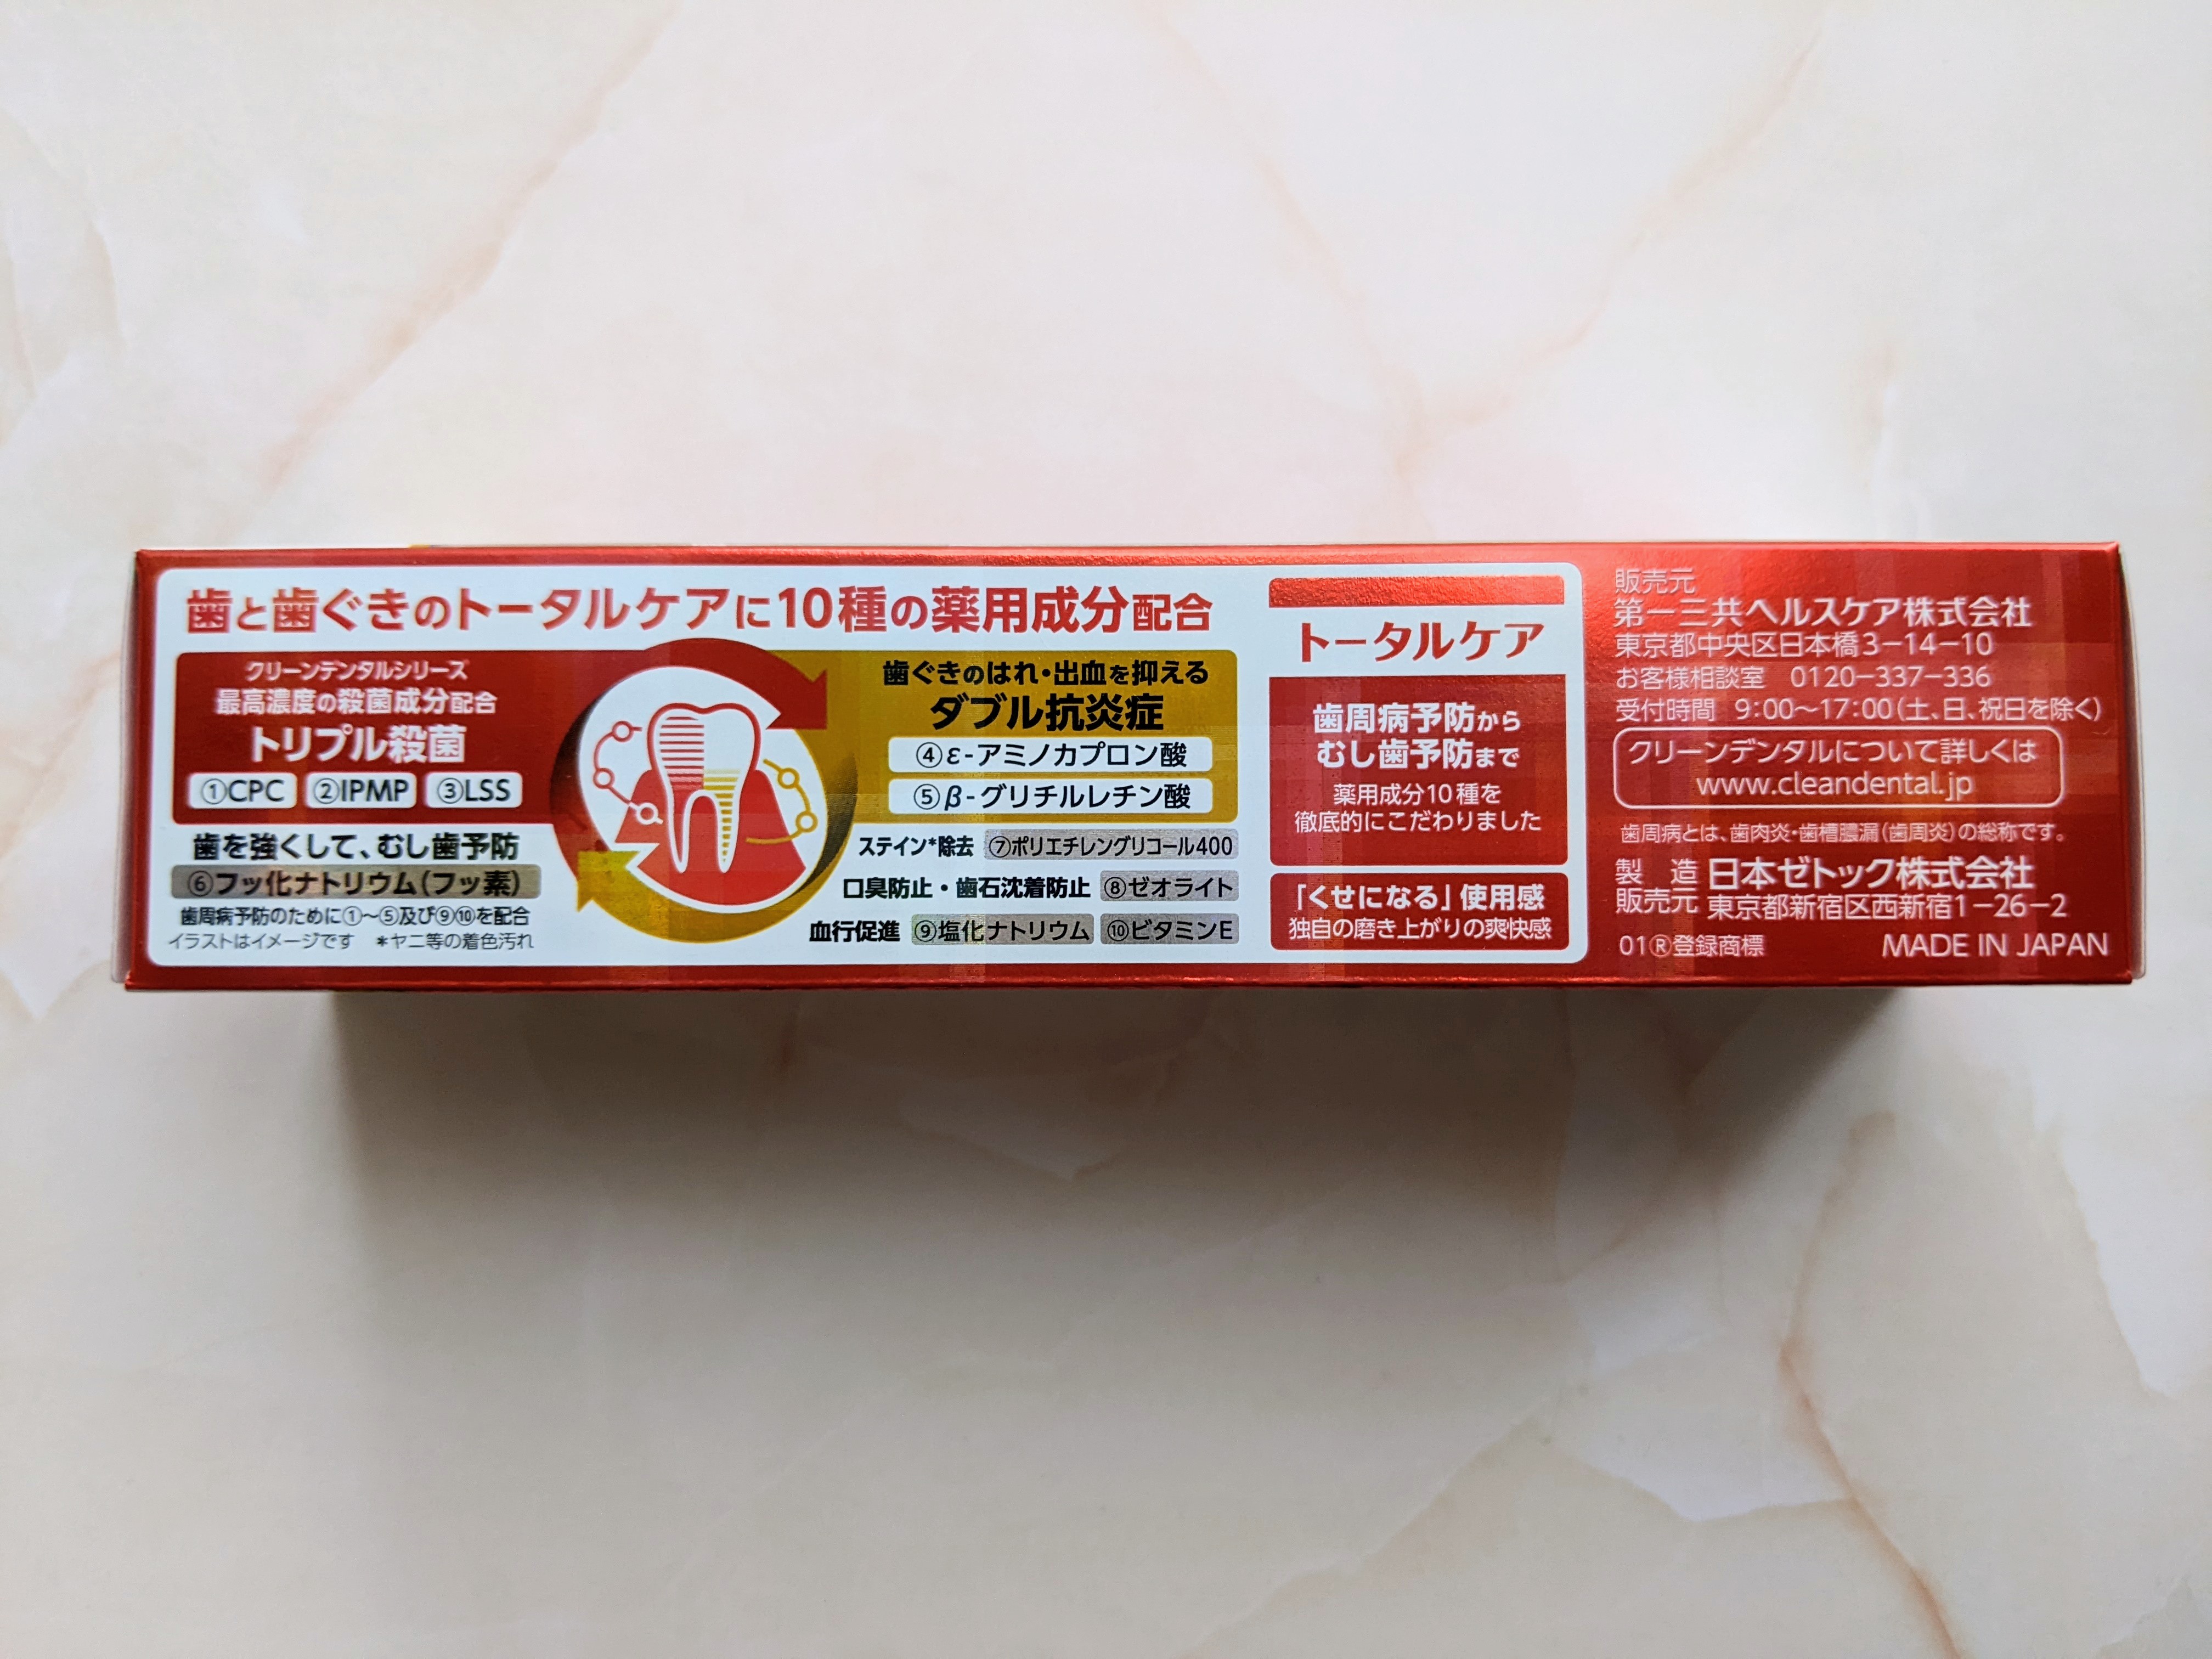 歯と歯ぐきのトータルケアに10種の薬用成分配合
クリーンデンタルシリーズ
最高濃度の殺菌成分配合
トリプル殺菌
①CPC ②IPMP ③LSS
歯を強くして、むし歯予防
⑥フッ化ナトリウム(フッ素)
歯周病予防のために①～⑤及び⑨⑩を配合
イラストはイメージです ＊ヤニ等の着色汚れ
歯ぐきのはれ・出血を抑える
ダブル抗炎症
④ε-アミノカプロン酸
⑤β-グリチルレチン酸
ステイン*除去 ⑦ポリエチレングリコール400
口臭防止・歯石沈着防止 ⑧ゼオライト
血行促進 ⑨塩化ナトリウム ⑩ビタミンE
トータルケア
歯周病予防から
むし歯予防まで
薬用成分10種を
徹底的にこだわりました
「くせになる」使用感
独自の磨き上がりの爽快感
販売元
第一三共ヘルスケア株式会社
東京都中央区日本橋3-14-10
お客様相談室 0120-337-336
受付時間 9:00～17:00(土、日、祝日を除く)
クリーンデンタルについて詳しくは
www.cleandental.jp
歯周病とは、歯肉炎・歯槽膿漏(歯周炎)の総称です。
製 造 日本ゼトック株式会社
販売元 東京都新宿区西新宿1-26-2
01®登録商標 MADE IN JAPAN